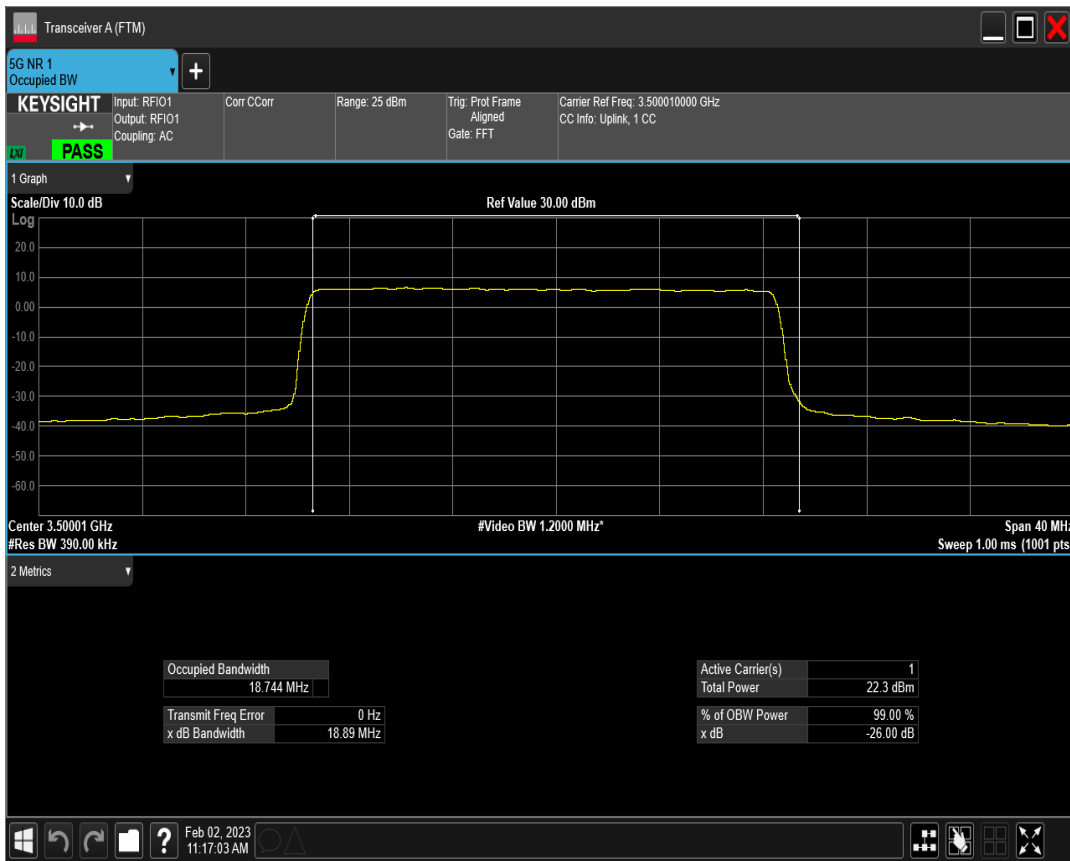 Transceiver A (FTM)
5G NR 1
Occupied BW
+
KEYSIGHT
LXI
PASS
Input: RFIO1
Output: RFIO1
Coupling: AC
Corr CCorr
Range: 25 dBm
Trig: Prot Frame
Aligned
Gate: FFT
Carrier Ref Freq: 3.500010000 GHz
CC Info: Uplink, 1 CC
1 Graph
Scale/Div 10.0 dB
Ref Value 30.00 dBm
Log
20.0
10.0
0.00
-10.0
-20.0
-30.0
-40.0
-50.0
-60.0
Center 3.50001 GHz
#Video BW 1.2000 MHz*
Span 40 MHz
#Res BW 390.00 kHz
Sweep 1.00 ms (1001 pts
2 Metrics
Occupied Bandwidth
18.744 MHz
Transmit Freq Error 0 Hz
x dB Bandwidth 18.89 MHz
Active Carrier(s) 1
Total Power 22.3 dBm
% of OBW Power 99.00 %
x dB -26.00 dB
?
Feb 02, 2023
11:17:03 AM